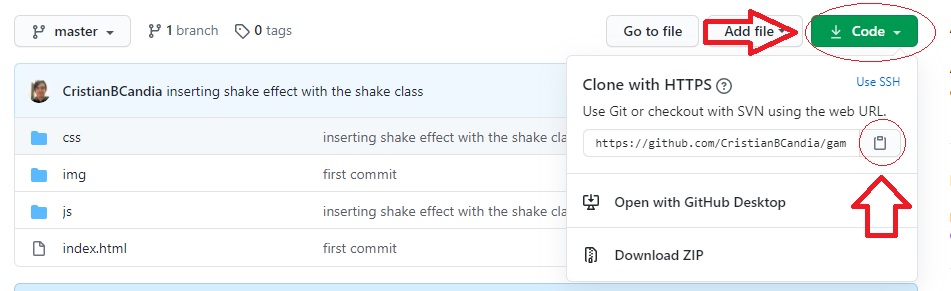 master 1 branch 0 tags Go to file Add file Code
CristianBCandia inserting shake effect with the shake class
Clone with HTTPS Use SSH
Use Git or checkout with SVN using the web URL.
https://github.com/CristianBCandia/gam
css inserting shake effect with the shake cla
img first commit
js inserting shake effect with the shake cla
index.html first commit
Open with GitHub Desktop
Download ZIP